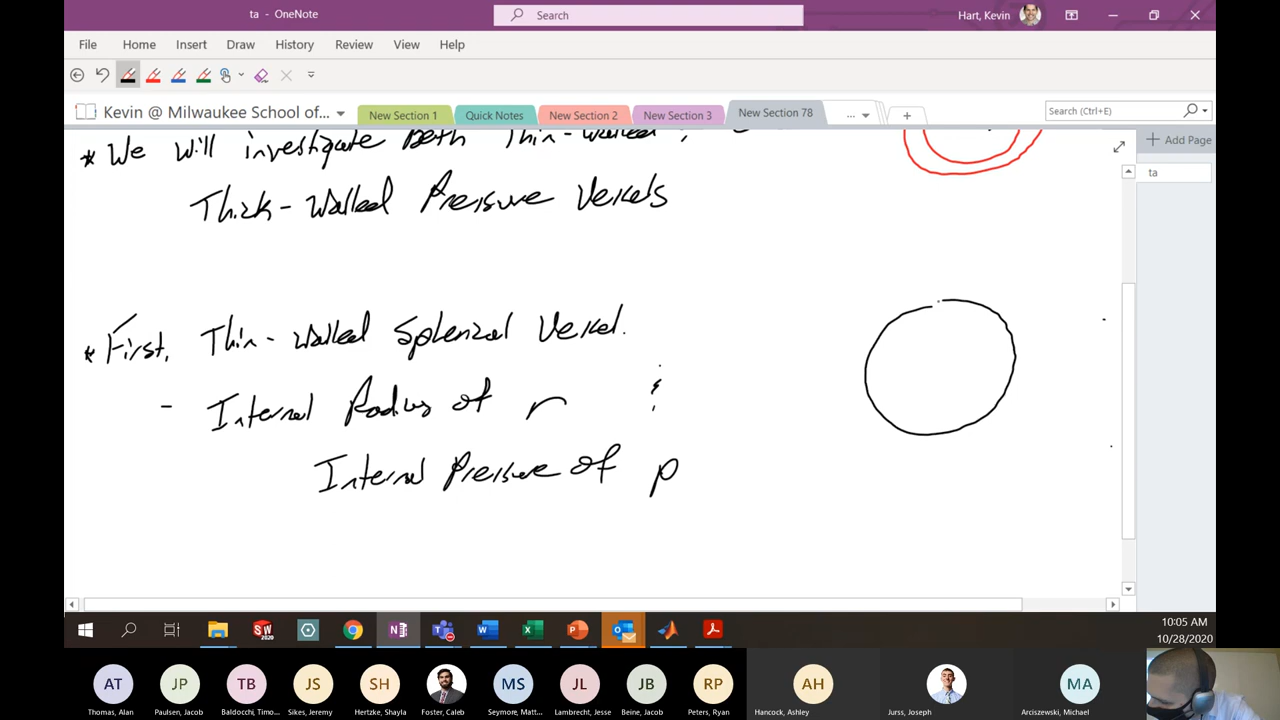 ta - OneNote
Search
Hart, Kevin
File Home Insert Draw History Review View Help
Kevin @ Milwaukee School of...
New Section 1
Quick Notes
New Section 2
New Section 3
New Section 78
...
Search (Ctrl+E)
Add Page
ta
* We will investigate Both Thin-Walled,
Thick-Walled Pressure Vessels
* First, Thin-Walled Spherical Vessel.
- Internal Radius of r &
Internal Pressure of p
10:05 AM
10/28/2020
AT JP TB JS SH MS JL JB RP AH MA
Thomas, Alan
Paulsen, Jacob
Baldocchi, Timo...
Sikes, Jeremy
Hertzke, Shayla
Foster, Caleb
Seymore, Matt...
Lambrecht, Jesse
Beine, Jacob
Peters, Ryan
Hancock, Ashley
Jurss, Joseph
Arciszewski, Michael